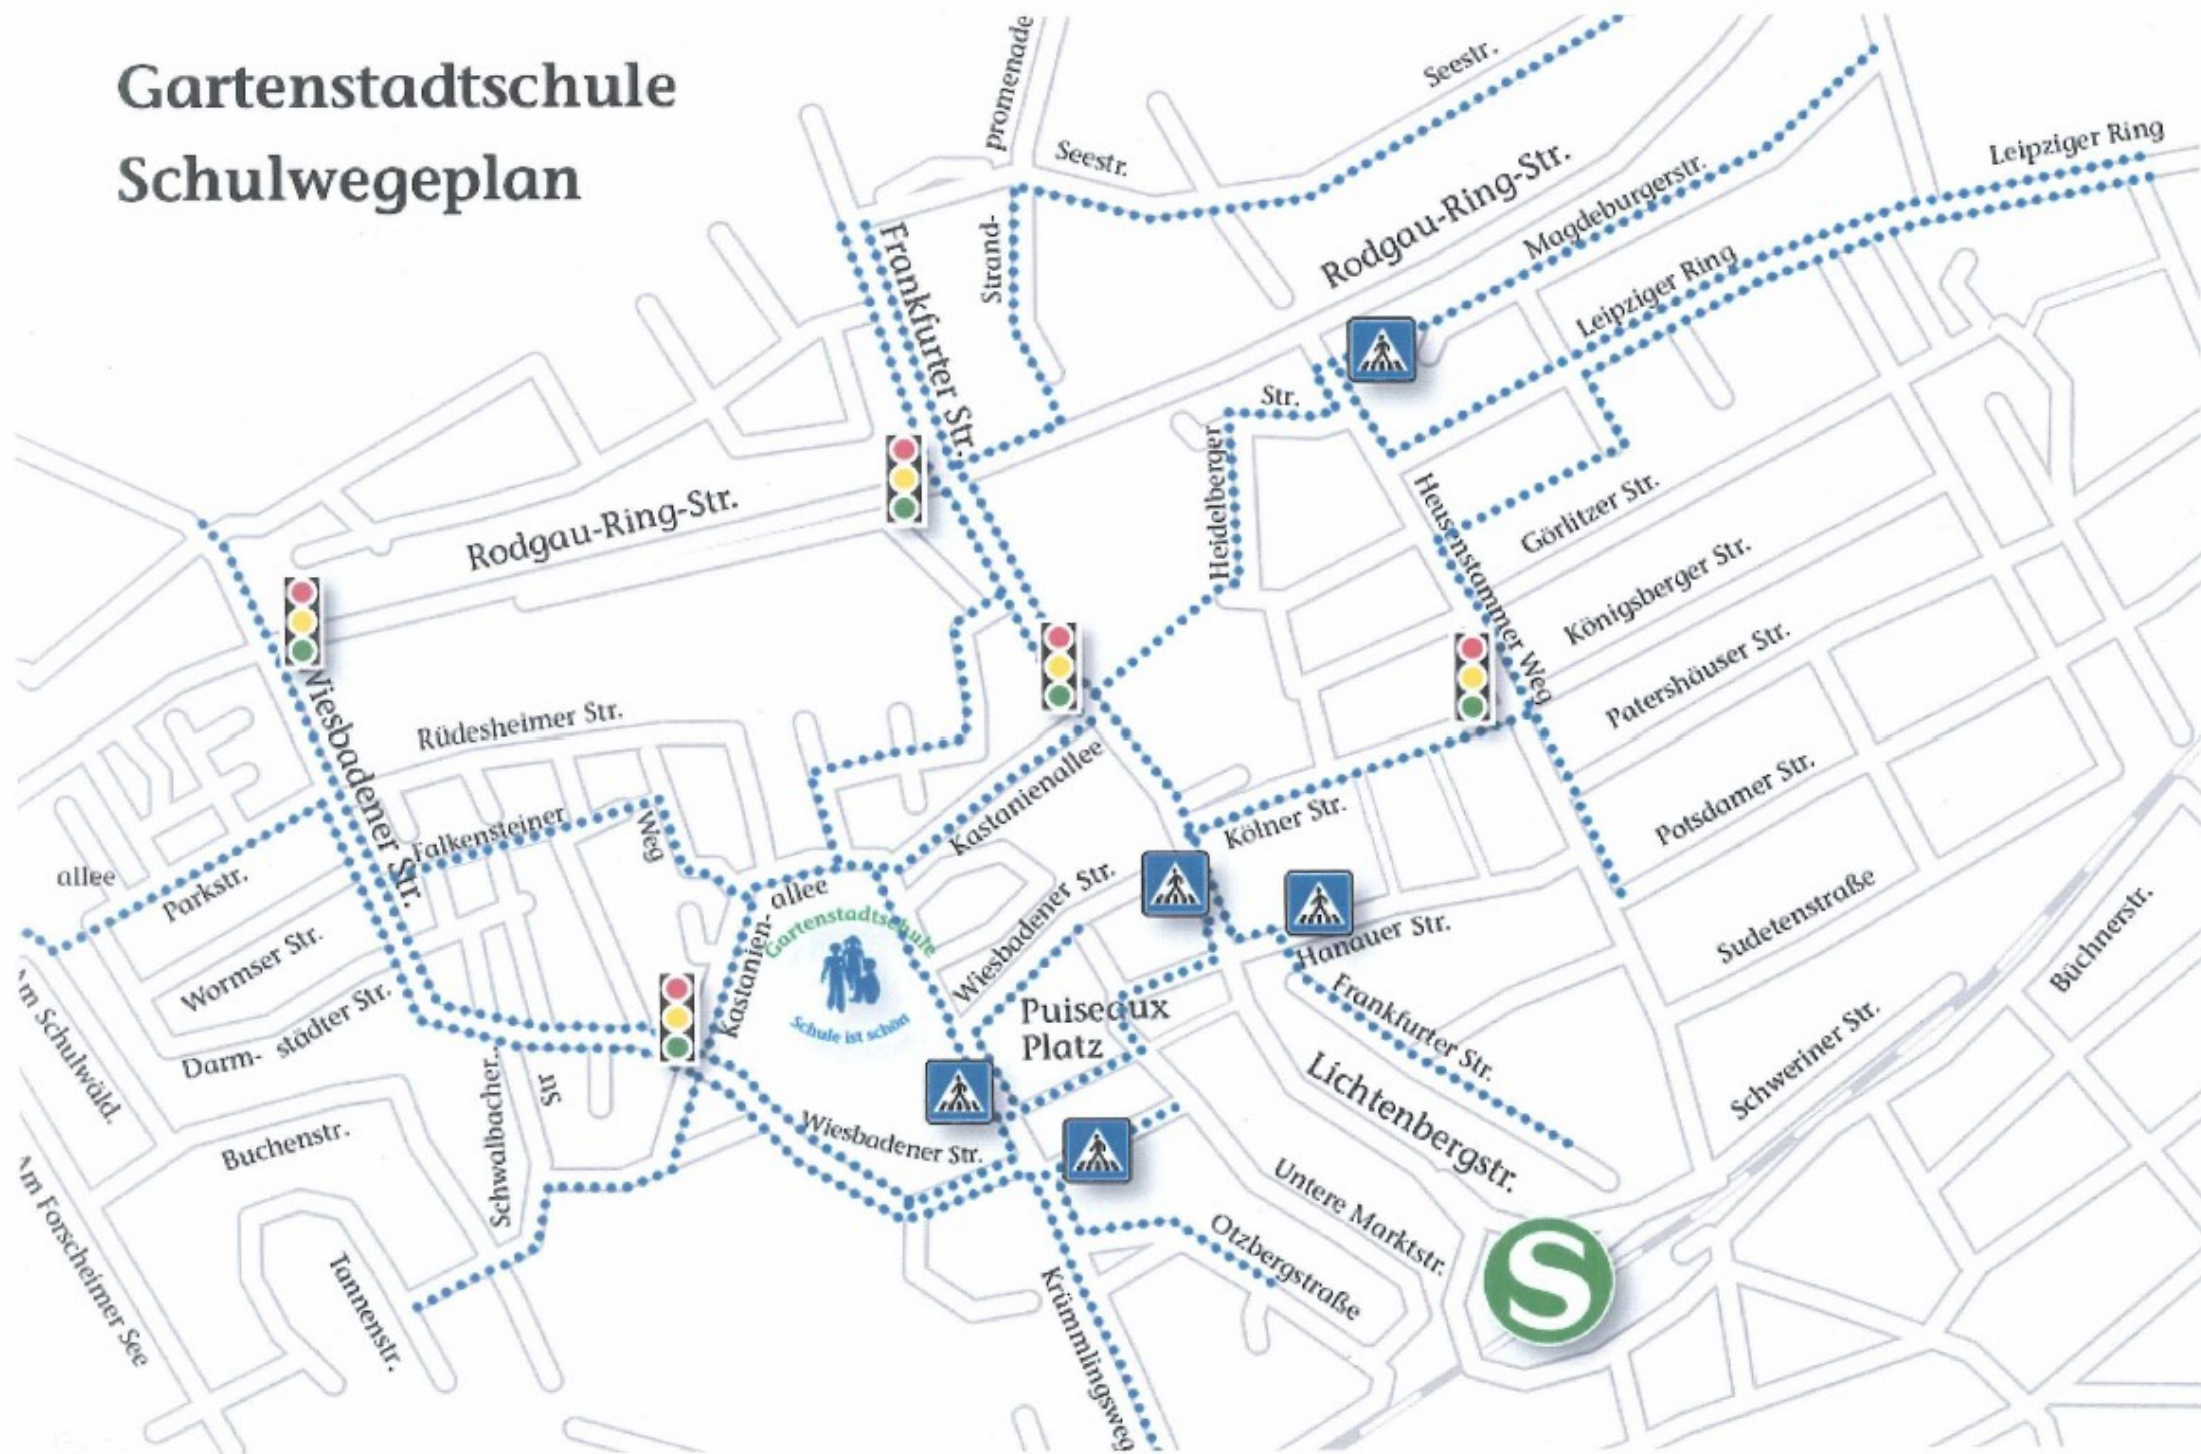 Gartenstadtschule
Schulwegeplan
promenade
Seestr.
Seestr.
Strand-
Frankfurter Str.
Rodgau-Ring-Str.
Magdeburgerstr.
Leipziger Ring
Leipziger Ring
Str.
Heidelberger
Heusenstammer Weg
Görlitzer Str.
Königsberger Str.
Patershäuser Str.
Potsdamer Str.
Sudetenstraße
Büchnerstr.
Schweriner Str.
Rodgau-Ring-Str.
Wiesbadener Str.
Rüdesheimer Str.
Falkensteiner
Weg
allee
Parkstr.
Wormser Str.
Darm- städter Str.
Am Schulwäld.
Buchenstr.
Am Forscheimer See
Tannenstr.
Schwalbacher
Str
Kastanienallee
Kastanien- allee
Gartenstadtschule
Schule ist schön
Wiesbadener Str.
Kölner Str.
Hanauer Str.
Frankfurter Str.
Puiseaux
Platz
Lichtenbergstr.
Wiesbadener Str.
Untere Marktstr.
Otzbergstraße
Krümmlingsweg
S